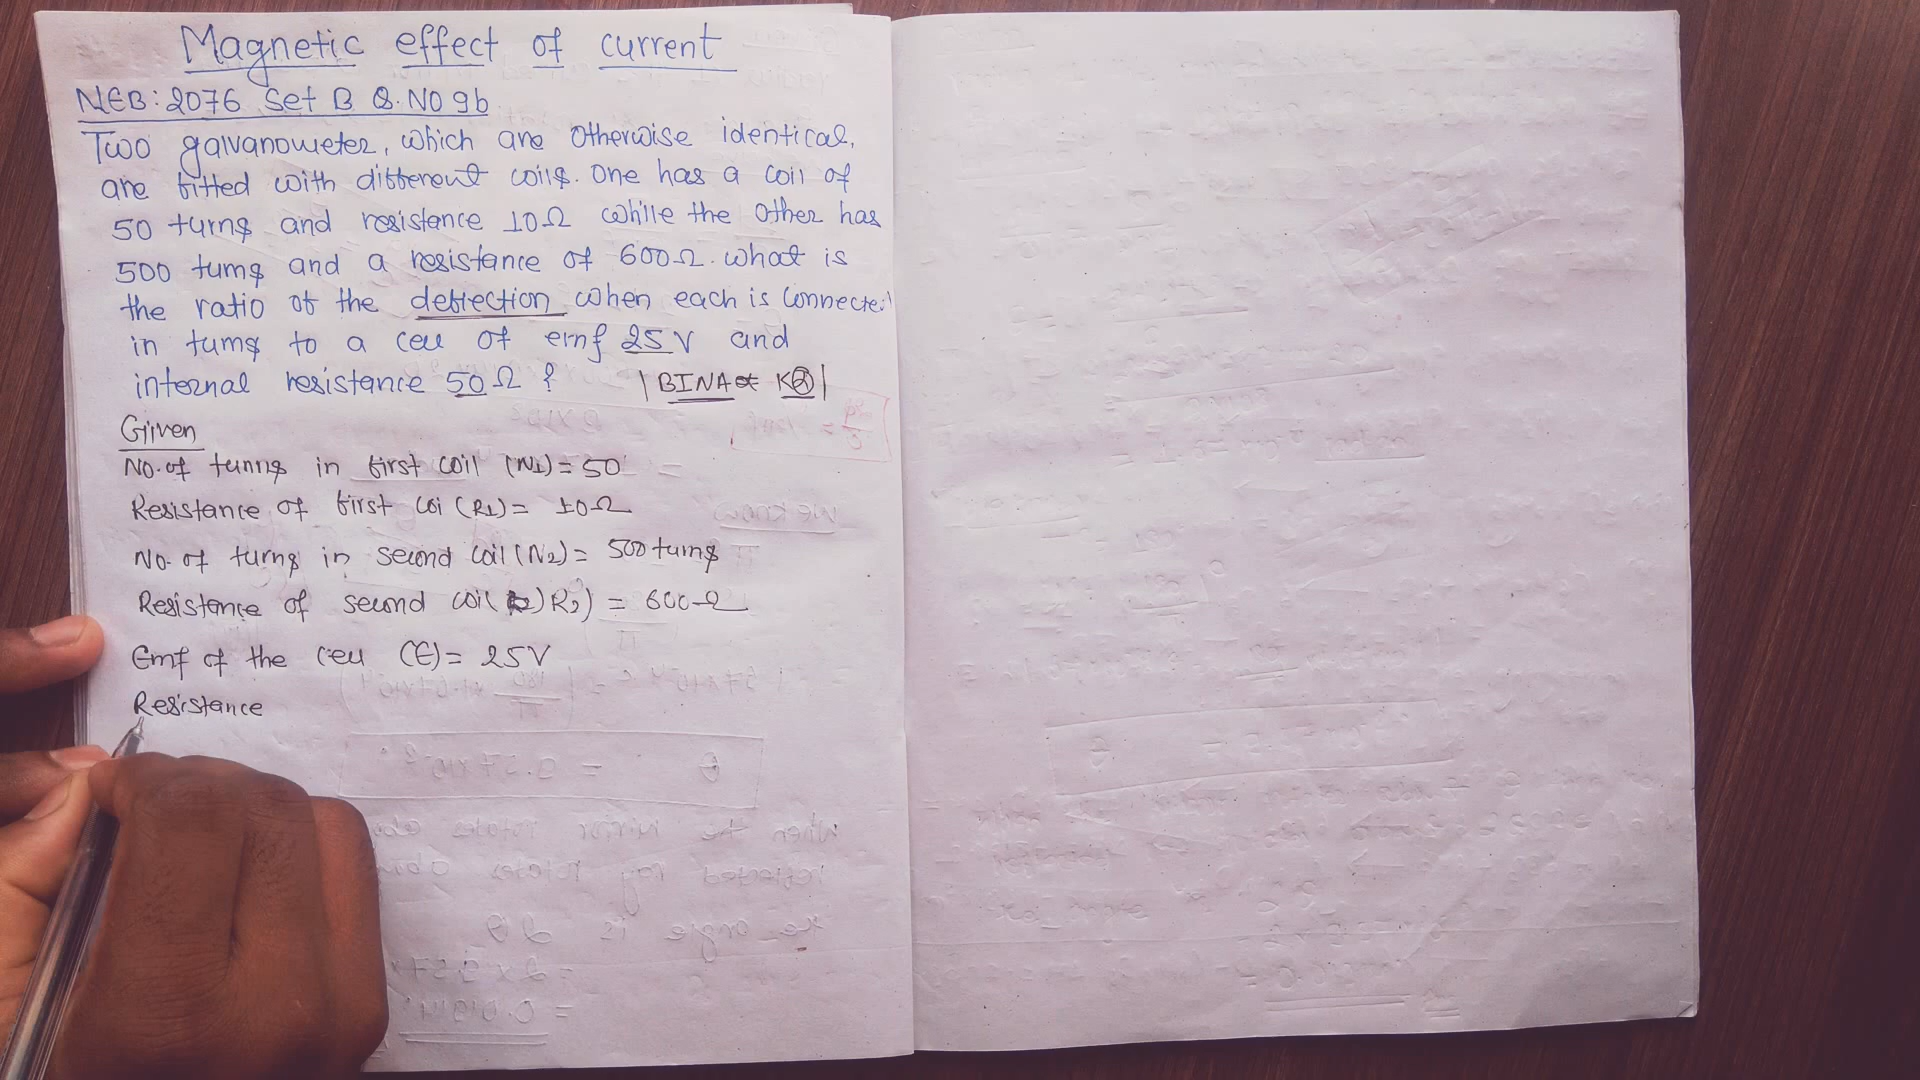 Magnetic effect of current
NEB: 2076 Set B Q.NO 9b
Two galvanometer, which are otherwise identical,
are fitted with different coils. One has a coil of
50 turns and resistance 10Ω while the other has
500 turns and a resistance of 600Ω. what is
the ratio of the deflection when each is connected
in turns to a cell of emf 25 V and
internal resistance 50Ω ?
Given
No. of turns in first coil (N1) = 50
Resistance of first coi (R1) = 10Ω
No. of turns in second coil (N2) = 500 turns
Resistance of second coil R2) = 600Ω
Emf of the cell (E) = 25V
Resistance